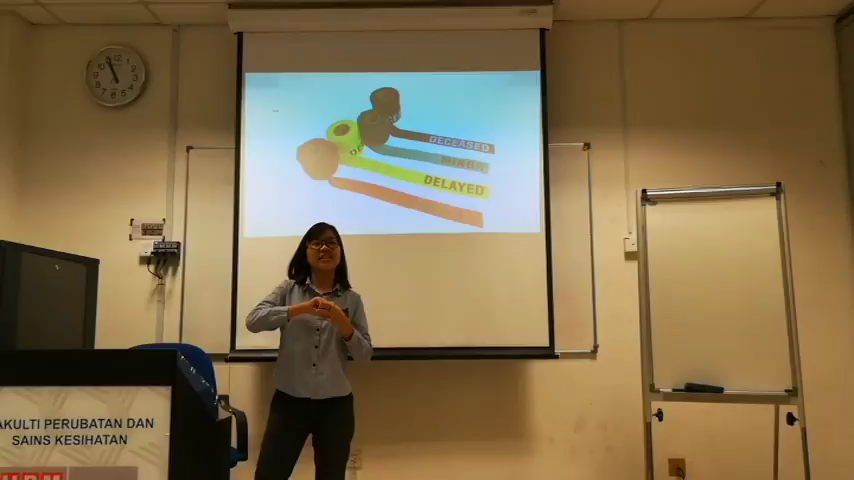 DECEASED
MINOR
DELAYED
AKULTI PERUBATAN DAN
SAINS KESIHATAN